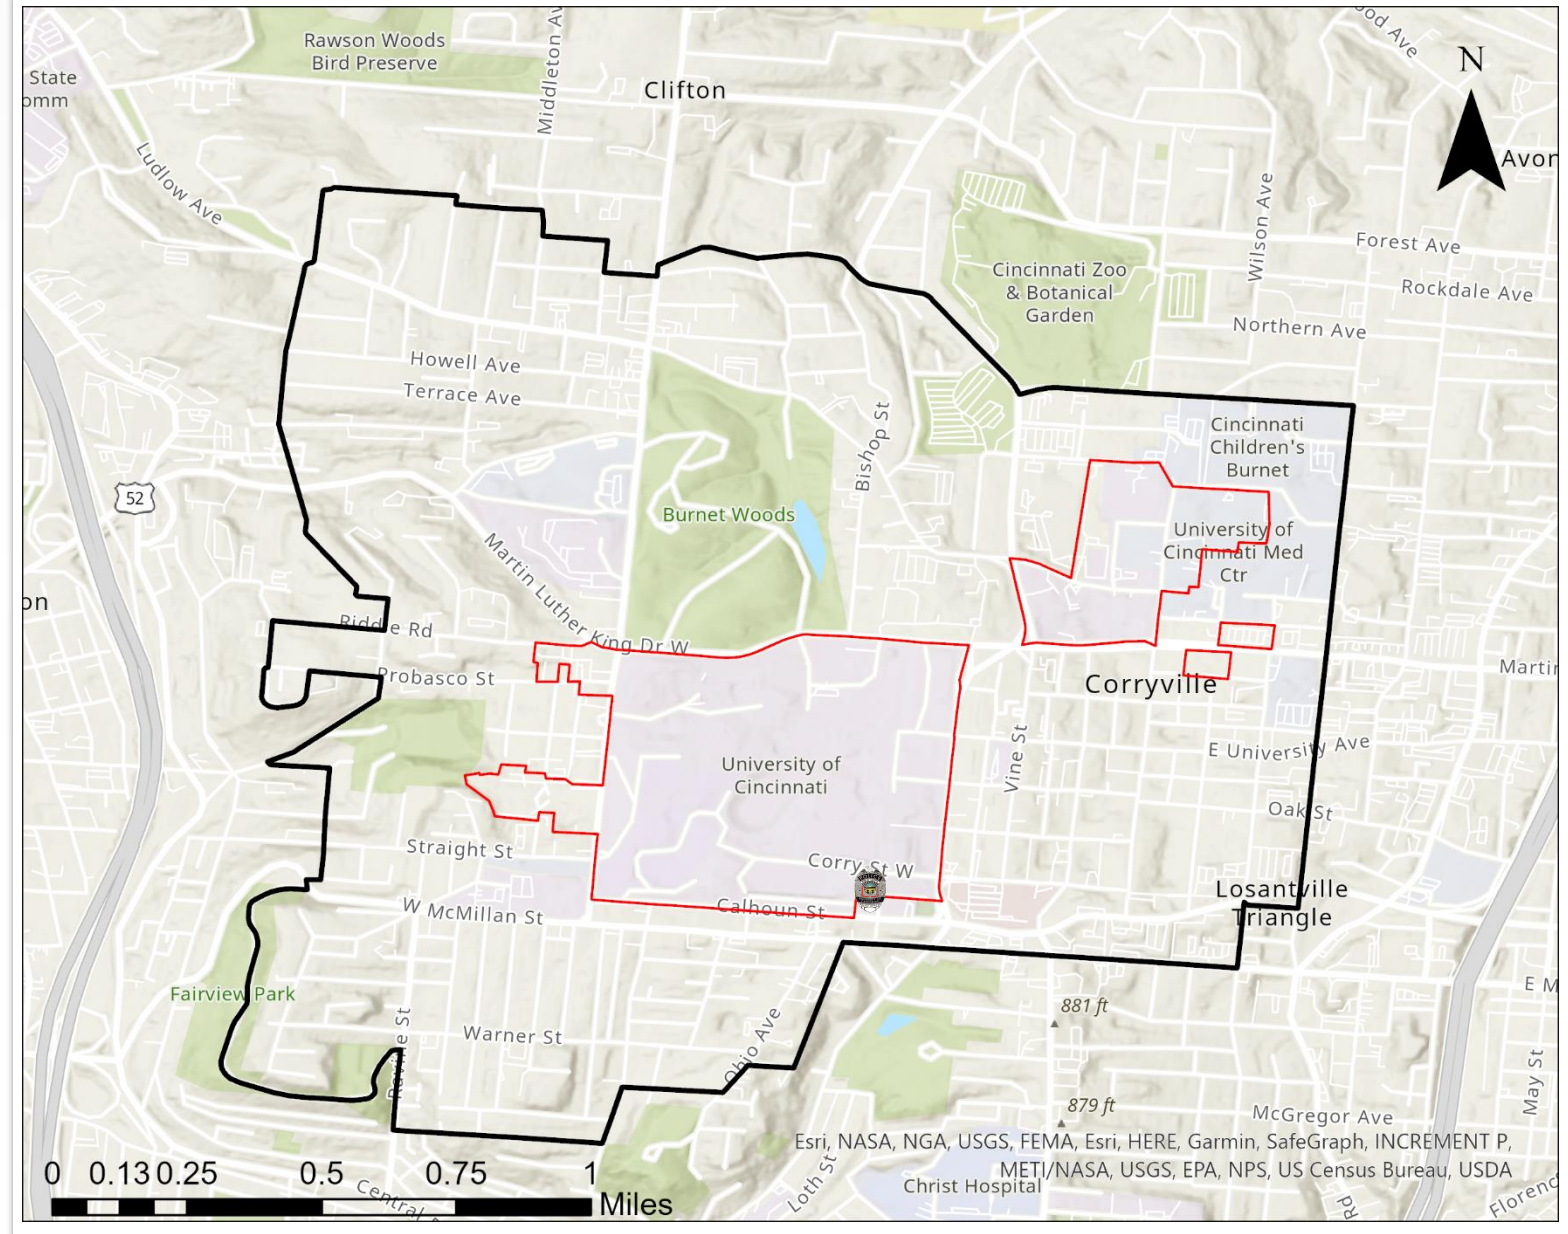 Rawson Woods
Bird Preserve
Middleton Av
ood Ave
State
omm
Clifton
N
Avon
Ludlow Ave
Wilson Ave
Forest Ave
Cincinnati Zoo
& Botanical
Garden
Rockdale Ave
Northern Ave
Howell Ave
Terrace Ave
Bishop St
Cincinnati
Children's
Burnet
52
Burnet Woods
University of
Cincinnati Med
Ctr
Martin Luther King Dr W
on
Riddle Rd
Probasco St
Corryville
Martin
Vine St
E University Ave
University of
Cincinnati
Oak St
Straight St
Corry St W
W McMillan St
Calhoun St
Losantville
Triangle
Fairview Park
E M
881 ft
Ravine St
Warner St
Ohio Ave
May St
879 ft
McGregor Ave
Esri, NASA, NGA, USGS, FEMA, Esri, HERE, Garmin, SafeGraph, INCREMENT P,
METI/NASA, USGS, EPA, NPS, US Census Bureau, USDA
Loth St
Christ Hospital
Rd
Florenc
Central
0 0.13 0.25 0.5 0.75 1
Miles